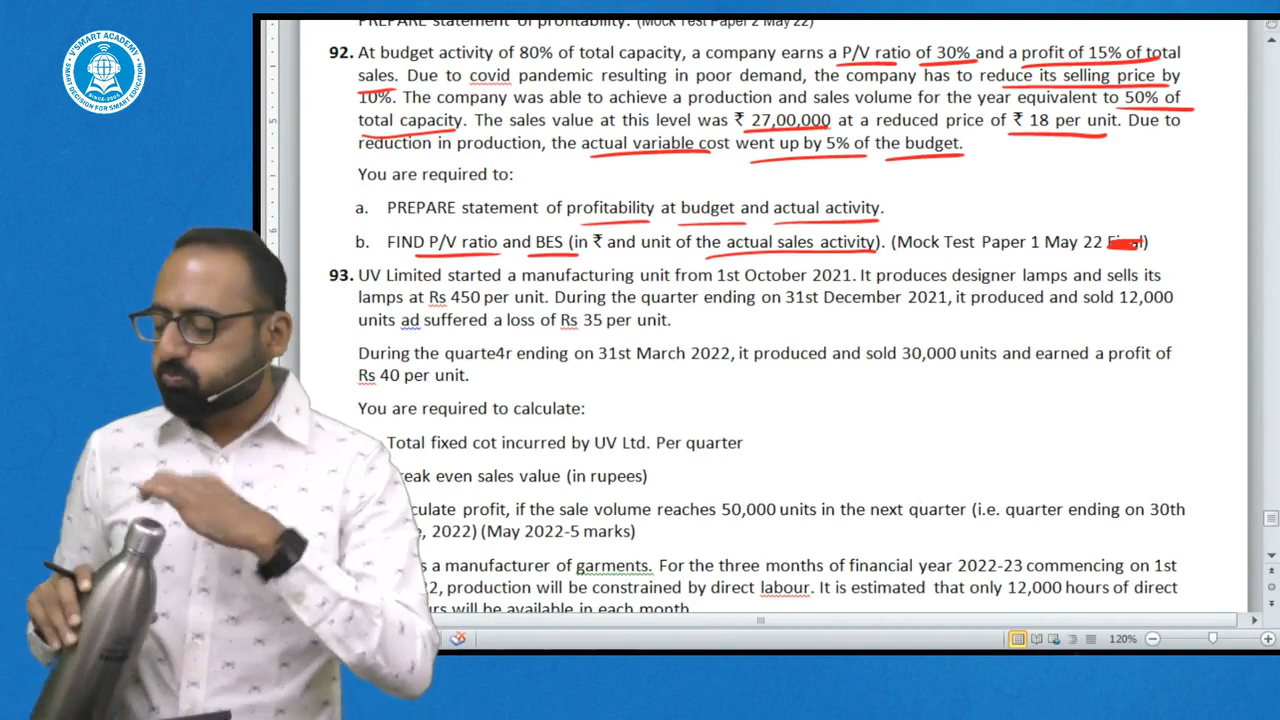 V'SMART ACADEMY
SMART DECISION FOR SMART EDUCATION
SINCE-2005
PREPARE statement of profitability. (Mock Test Paper 2 May 22)
92. At budget activity of 80% of total capacity, a company earns a P/V ratio of 30% and a profit of 15% of total
sales. Due to covid pandemic resulting in poor demand, the company has to reduce its selling price by
10%. The company was able to achieve a production and sales volume for the year equivalent to 50% of
total capacity. The sales value at this level was ₹ 27,00,000 at a reduced price of ₹ 18 per unit. Due to
reduction in production, the actual variable cost went up by 5% of the budget.
You are required to:
a. PREPARE statement of profitability at budget and actual activity.
b. FIND P/V ratio and BES (in ₹ and unit of the actual sales activity). (Mock Test Paper 1 May 22 )
93. UV Limited started a manufacturing unit from 1st October 2021. It produces designer lamps and sells its
lamps at Rs 450 per unit. During the quarter ending on 31st December 2021, it produced and sold 12,000
units ad suffered a loss of Rs 35 per unit.
During the quarte4r ending on 31st March 2022, it produced and sold 30,000 units and earned a profit of
Rs 40 per unit.
You are required to calculate:
Total fixed cot incurred by UV Ltd. Per quarter
reak even sales value (in rupees)
culate profit, if the sale volume reaches 50,000 units in the next quarter (i.e. quarter ending on 30th
, 2022) (May 2022-5 marks)
a manufacturer of garments. For the three months of financial year 2022-23 commencing on 1st
2, production will be constrained by direct labour. It is estimated that only 12,000 hours of direct
urs will be available in each month
120%